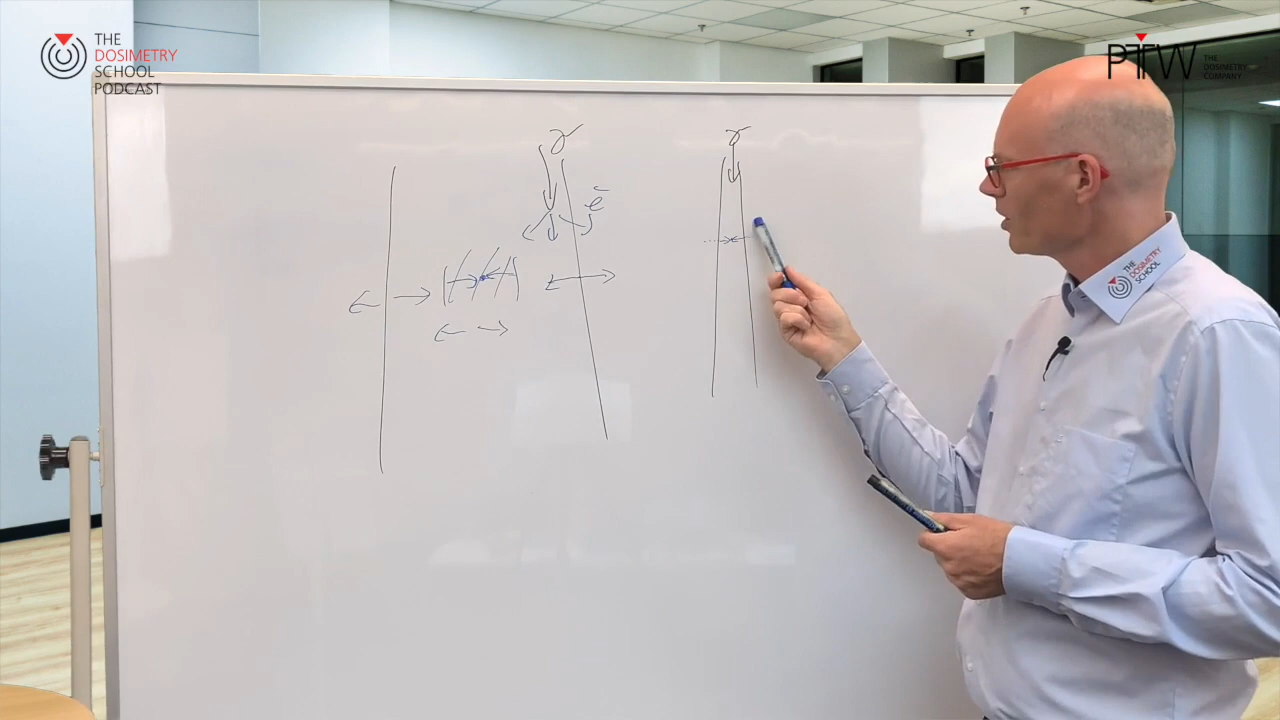 THE
DOSIMETRY
SCHOOL
PODCAST
PTW
THE
DOSIMETRY
COMPANY
γ
γ
e⁻
THE
DOSIMETRY
SCHOOL